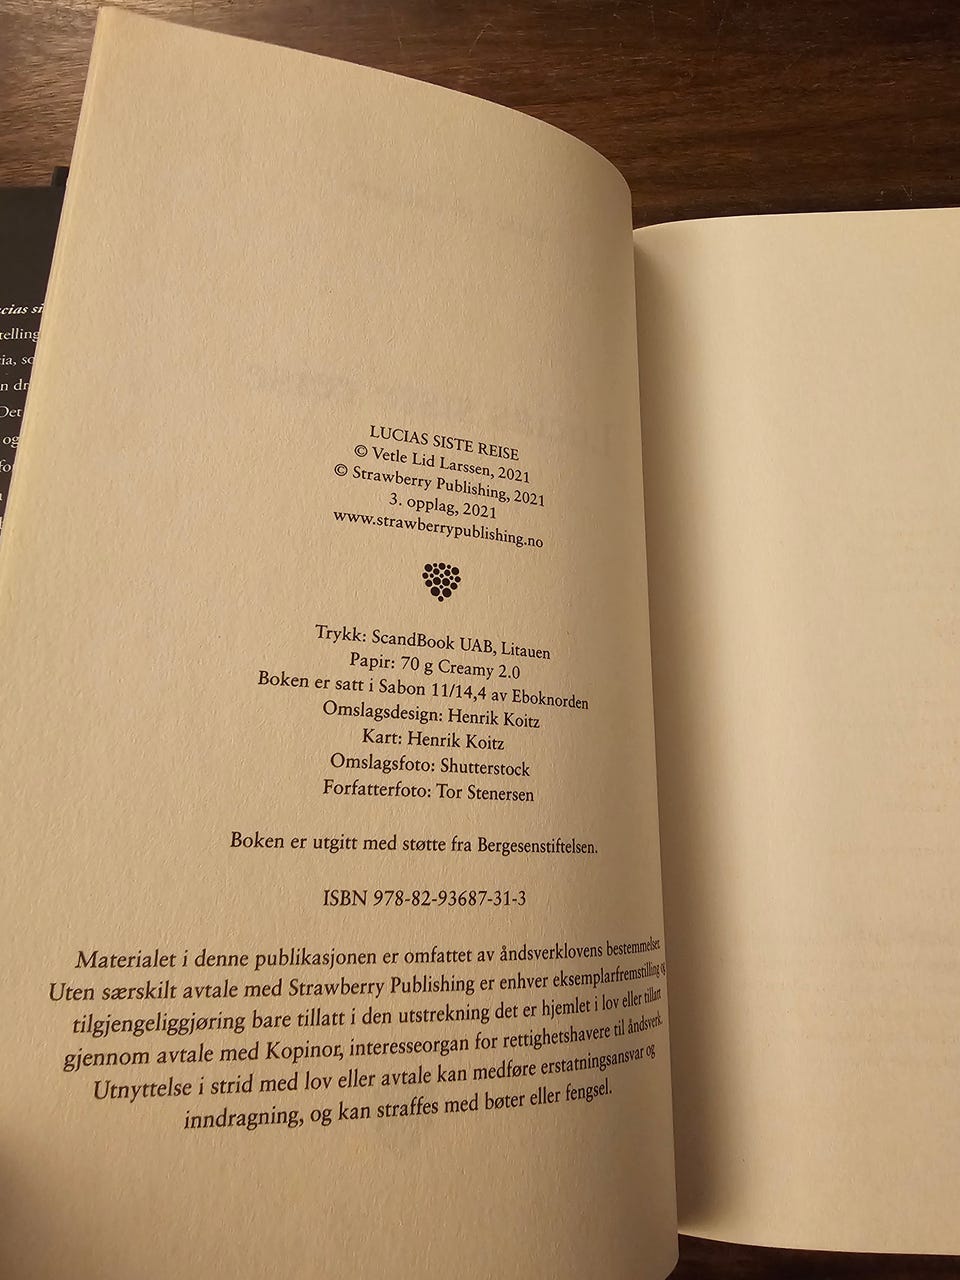 LUCIAS SISTE REISE
© Vetle Lid Larssen, 2021
© Strawberry Publishing, 2021
3. opplag, 2021
www.strawberrypublishing.no
Trykk: ScandBook UAB, Litauen
Papir: 70 g Creamy 2.0
Boken er satt i Sabon 11/14,4 av Eboknorden
Omslagsdesign: Henrik Koitz
Kart: Henrik Koitz
Omslagsfoto: Shutterstock
Forfatterfoto: Tor Stenersen
Boken er utgitt med støtte fra Bergesenstiftelsen.
ISBN 978-82-93687-31-3
Materialet i denne publikasjonen er omfattet av åndsverklovens bestemmelser.
Uten særskilt avtale med Strawberry Publishing er enhver eksemplarfremstilling og
tilgjengeliggjøring bare tillatt i den utstrekning det er hjemlet i lov eller tillatt
gjennom avtale med Kopinor, interesseorgan for rettighetshavere til åndsverk.
Utnyttelse i strid med lov eller avtale kan medføre erstatningsansvar og
inndragning, og kan straffes med bøter eller fengsel.